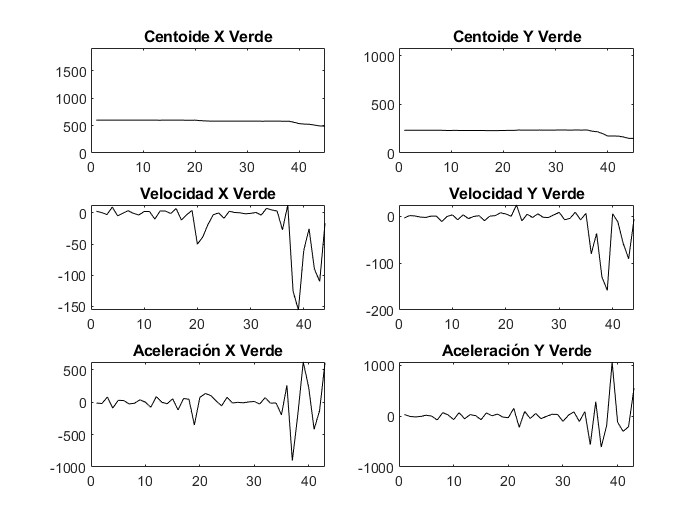 Centoide X Verde
1500
1000
500
0
0 10 20 30 40
Centoide Y Verde
1000
500
0
0 10 20 30 40
Velocidad X Verde
0
-50
-100
-150
0 10 20 30 40
Velocidad Y Verde
0
-100
-200
0 10 20 30 40
Aceleración X Verde
500
0
-500
-1000
0 10 20 30 40
Aceleración Y Verde
1000
0
-1000
0 10 20 30 40